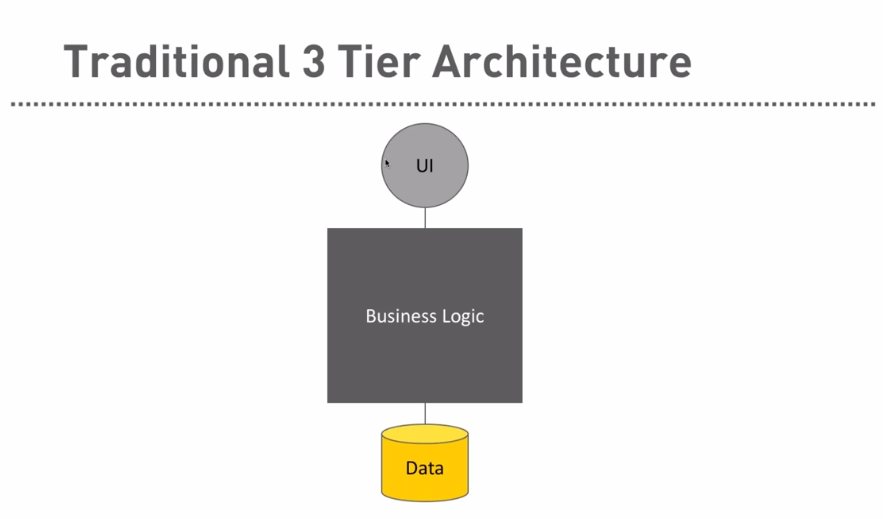 Traditional 3 Tier Architecture
UI
Business Logic
Data